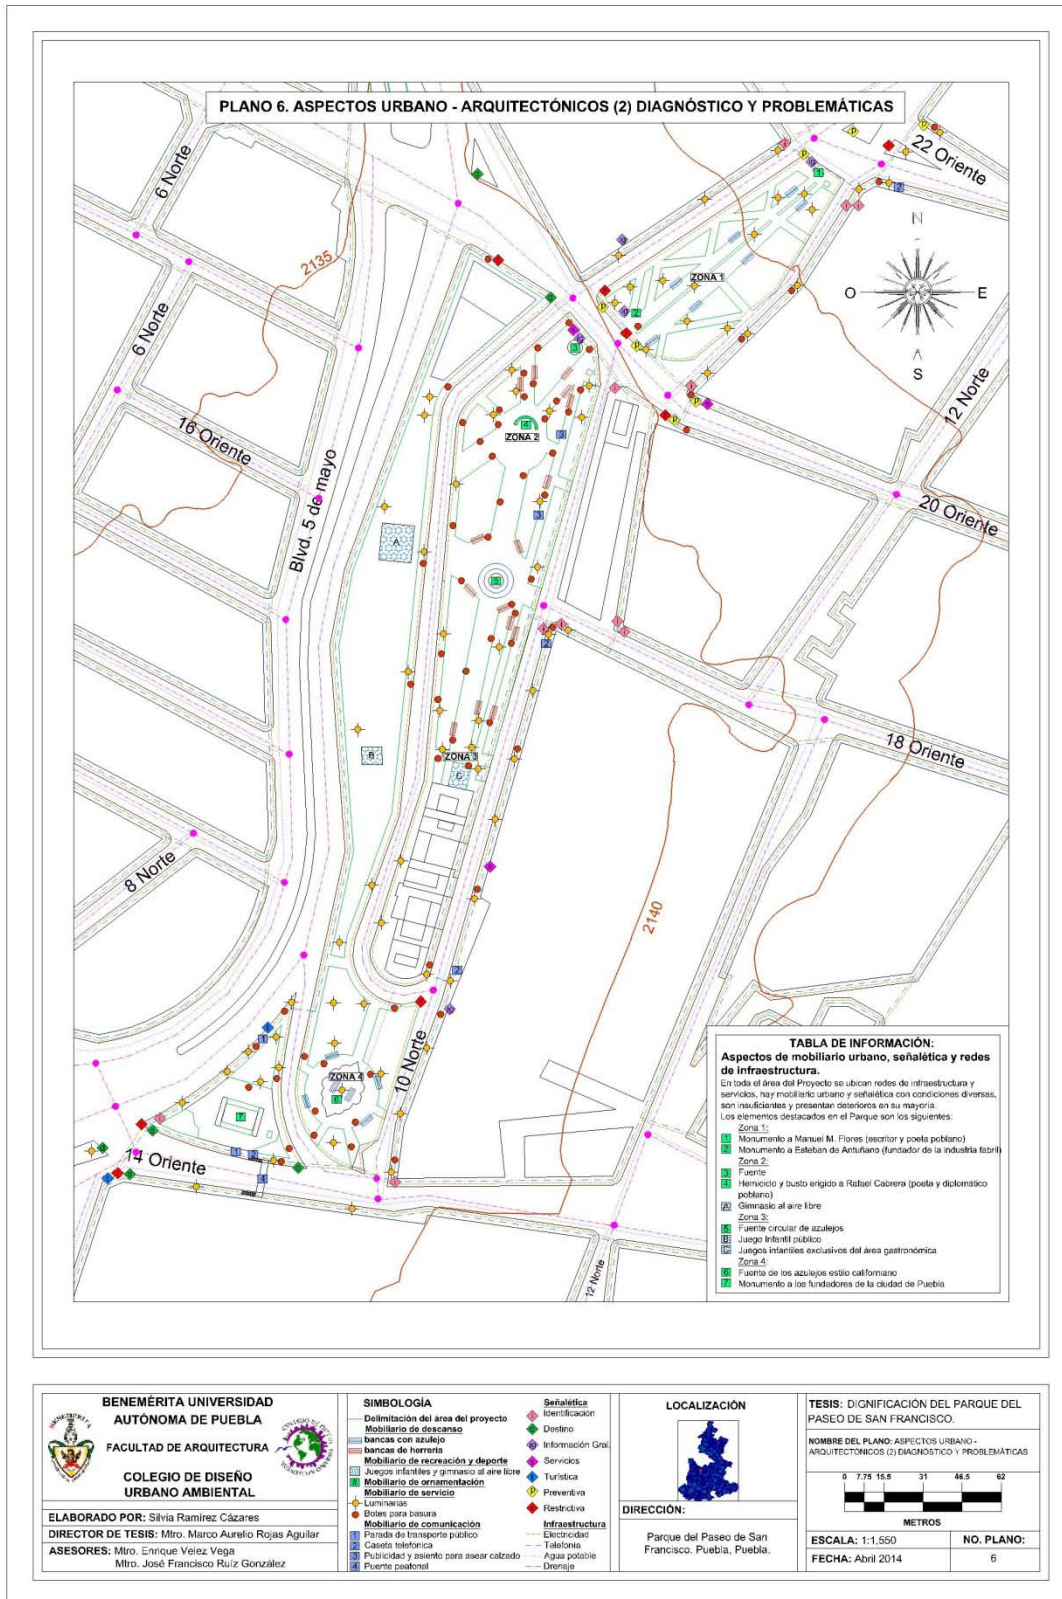 PLANO 6. ASPECTOS URBANO - ARQUITECTÓNICOS (2) DIAGNÓSTICO Y PROBLEMÁTICAS
6 Norte
22 Oriente
2135
ZONA 1
N
O
E
S
6 Norte
16 Oriente
Blvd. 5 de mayo
ZONA 2
12 Norte
20 Oriente
A
18 Oriente
B
ZONA 3
C
8 Norte
2140
10 Norte
ZONA 4
14 Oriente
12 Norte
TABLA DE INFORMACIÓN:
Aspectos de mobiliario urbano, señalética y redes
de infraestructura.
En toda el área del Proyecto se ubican redes de infraestructura y
servicios, hay mobiliario urbano y señalética con condiciones diversas,
son insuficientes y presentan deterioros en su mayoría.
Los elementos destacados en el Parque son los siguientes:
Zona 1:
1 Monumento a Manuel M. Flores (escritor y poeta poblano)
2 Monumento a Esteban de Antuñano (fundador de la industria fabril)
Zona 2:
3 Fuente
4 Hemiciclo y busto erigido a Rafael Cabrera (poeta y diplomático
poblano)
A Gimnasio al aire libre
Zona 3:
5 Fuente circular de azulejos
B Juego Infantil público
C Juegos infantiles exclusivos del área gastronómica
Zona 4:
6 Fuente de los azulejos estilo californiano
7 Monumento a los fundadores de la ciudad de Puebla
BENEMÉRITA UNIVERSIDAD
AUTÓNOMA DE PUEBLA
FACULTAD DE ARQUITECTURA
COLEGIO DE DISEÑO
URBANO AMBIENTAL
ELABORADO POR: Silvia Ramírez Cázares
DIRECTOR DE TESIS: Mtro. Marco Aurelio Rojas Aguilar
ASESORES: Mtro. Enrique Velez Vega
Mtro. José Francisco Ruíz González
SIMBOLOGÍA
Delimitación del área del proyecto
Mobiliario de descanso
bancas con azulejo
bancas de herrería
Mobiliario de recreación y deporte
Juegos infantiles y gimnasio al aire libre
Mobiliario de ornamentación
Mobiliario de servicio
Luminarias
Botes para basura
Mobiliario de comunicación
1 Parada de transporte público
2 Caseta telefónica
3 Publicidad y asiento para asear calzado
4 Puente peatonal
Señalética
Identificación
Destino
Información Gral.
Servicios
Turística
Preventiva
Restrictiva
Infraestructura
Electricidad
Telefonía
Agua potable
Drenaje
LOCALIZACIÓN
DIRECCIÓN:
Parque del Paseo de San
Francisco. Puebla, Puebla.
TESIS: DIGNIFICACIÓN DEL PARQUE DEL
PASEO DE SAN FRANCISCO.
NOMBRE DEL PLANO: ASPECTOS URBANO -
ARQUITECTÓNICOS (2) DIAGNÓSTICO Y PROBLEMÁTICAS
0 7.75 15.5 31 46.5 62
METROS
ESCALA: 1:1,550
FECHA: Abril 2014
NO. PLANO:
6